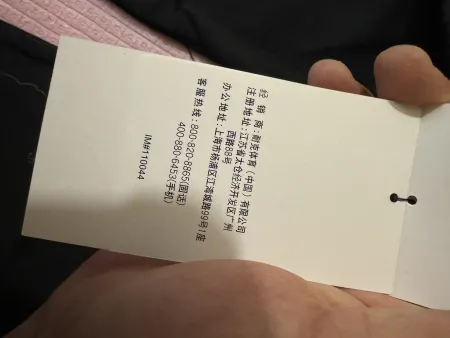 经 销 商:耐克体育(中国)有限公司
注册地址:江苏省太仓经济开发区广州
西路88号
办公地址:上海市杨浦区江湾城路99号1座
客服热线:800-820-8865(固话)
400-880-6453(手机)
IM#110044